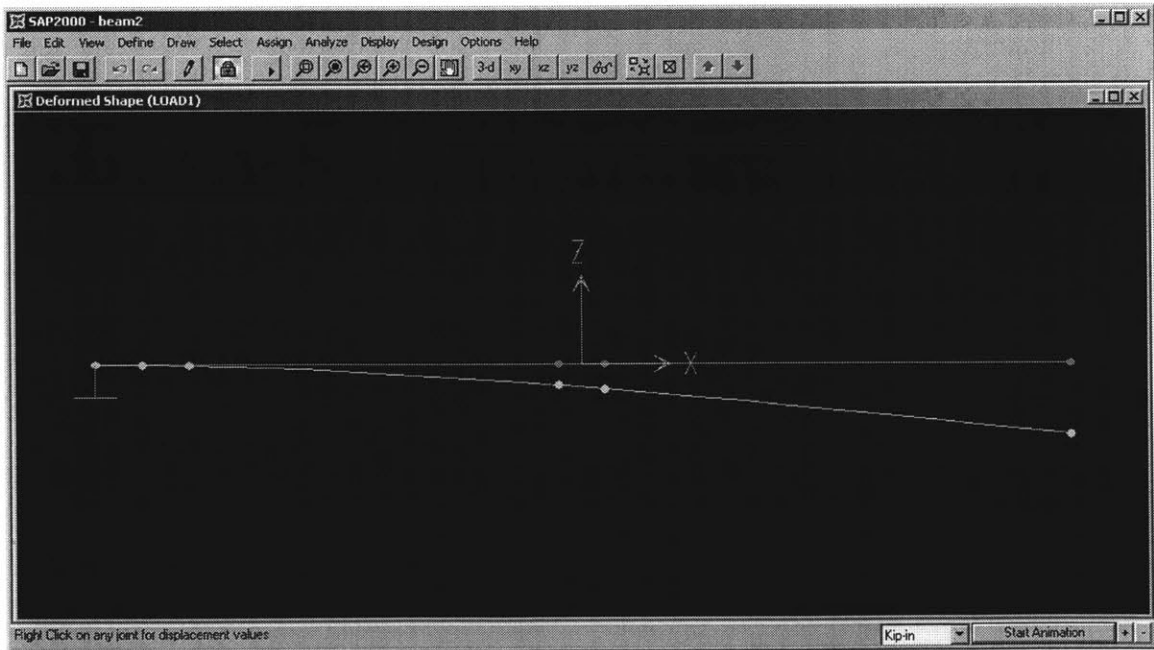 SAP2000 - beam2
File Edit View Define Draw Select Assign Analyze Display Design Options Help
3-d xy xz yz
Deformed Shape (LOAD1)
Z
X
Right Click on any joint for displacement values
Kip-in
Start Animation
+ -